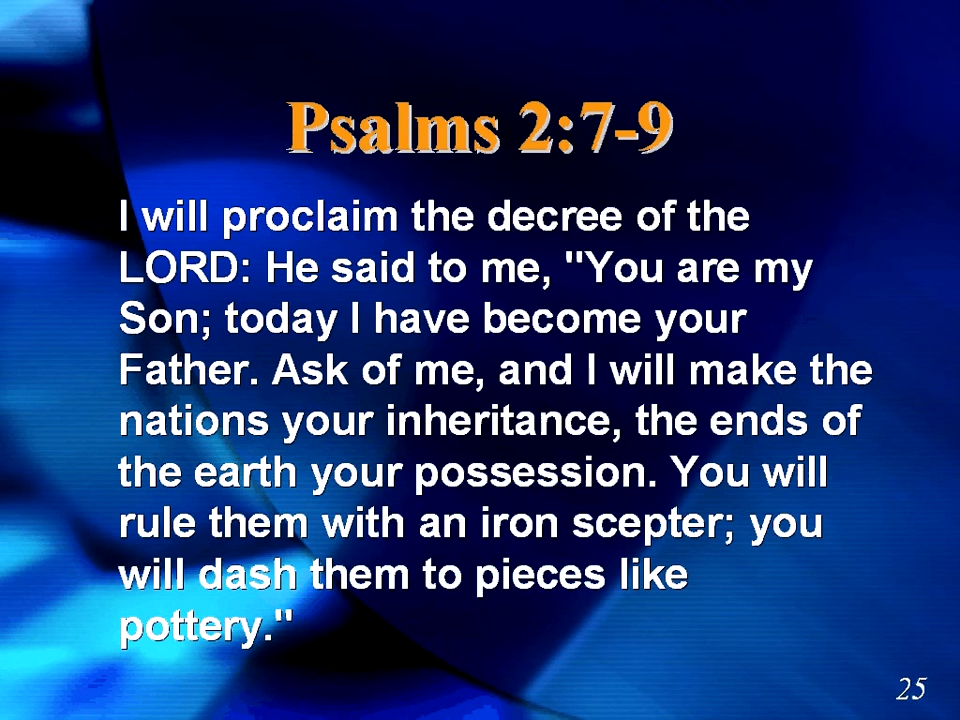 Psalms 2:7-9
I will proclaim the decree of the
LORD: He said to me, "You are my
Son; today I have become your
Father. Ask of me, and I will make the
nations your inheritance, the ends of
the earth your possession. You will
rule them with an iron scepter; you
will dash them to pieces like
pottery."
25